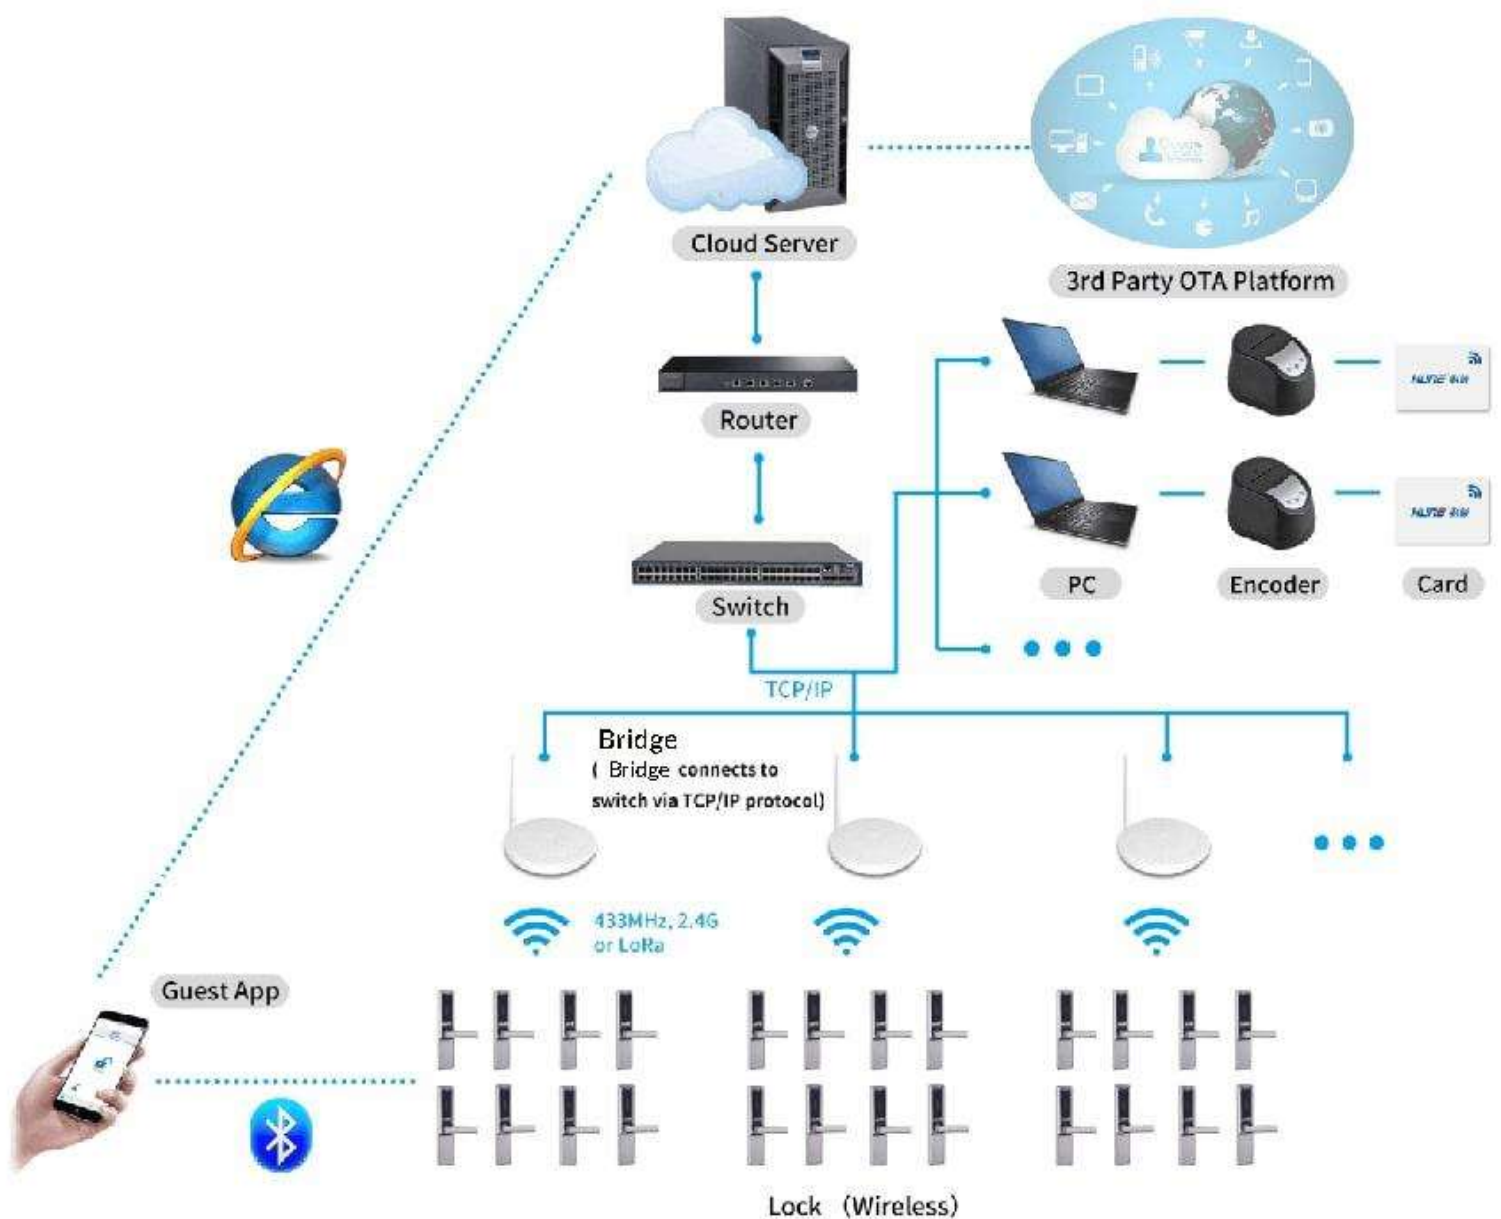 Cloud Server
3rd Party OTA Platform
Router
Switch
PC
Encoder
Card
TCP/IP
Bridge
( Bridge connects to
switch via TCP/IP protocol)
433MHz, 2.4G
or LoRa
Guest App
Lock (Wireless)